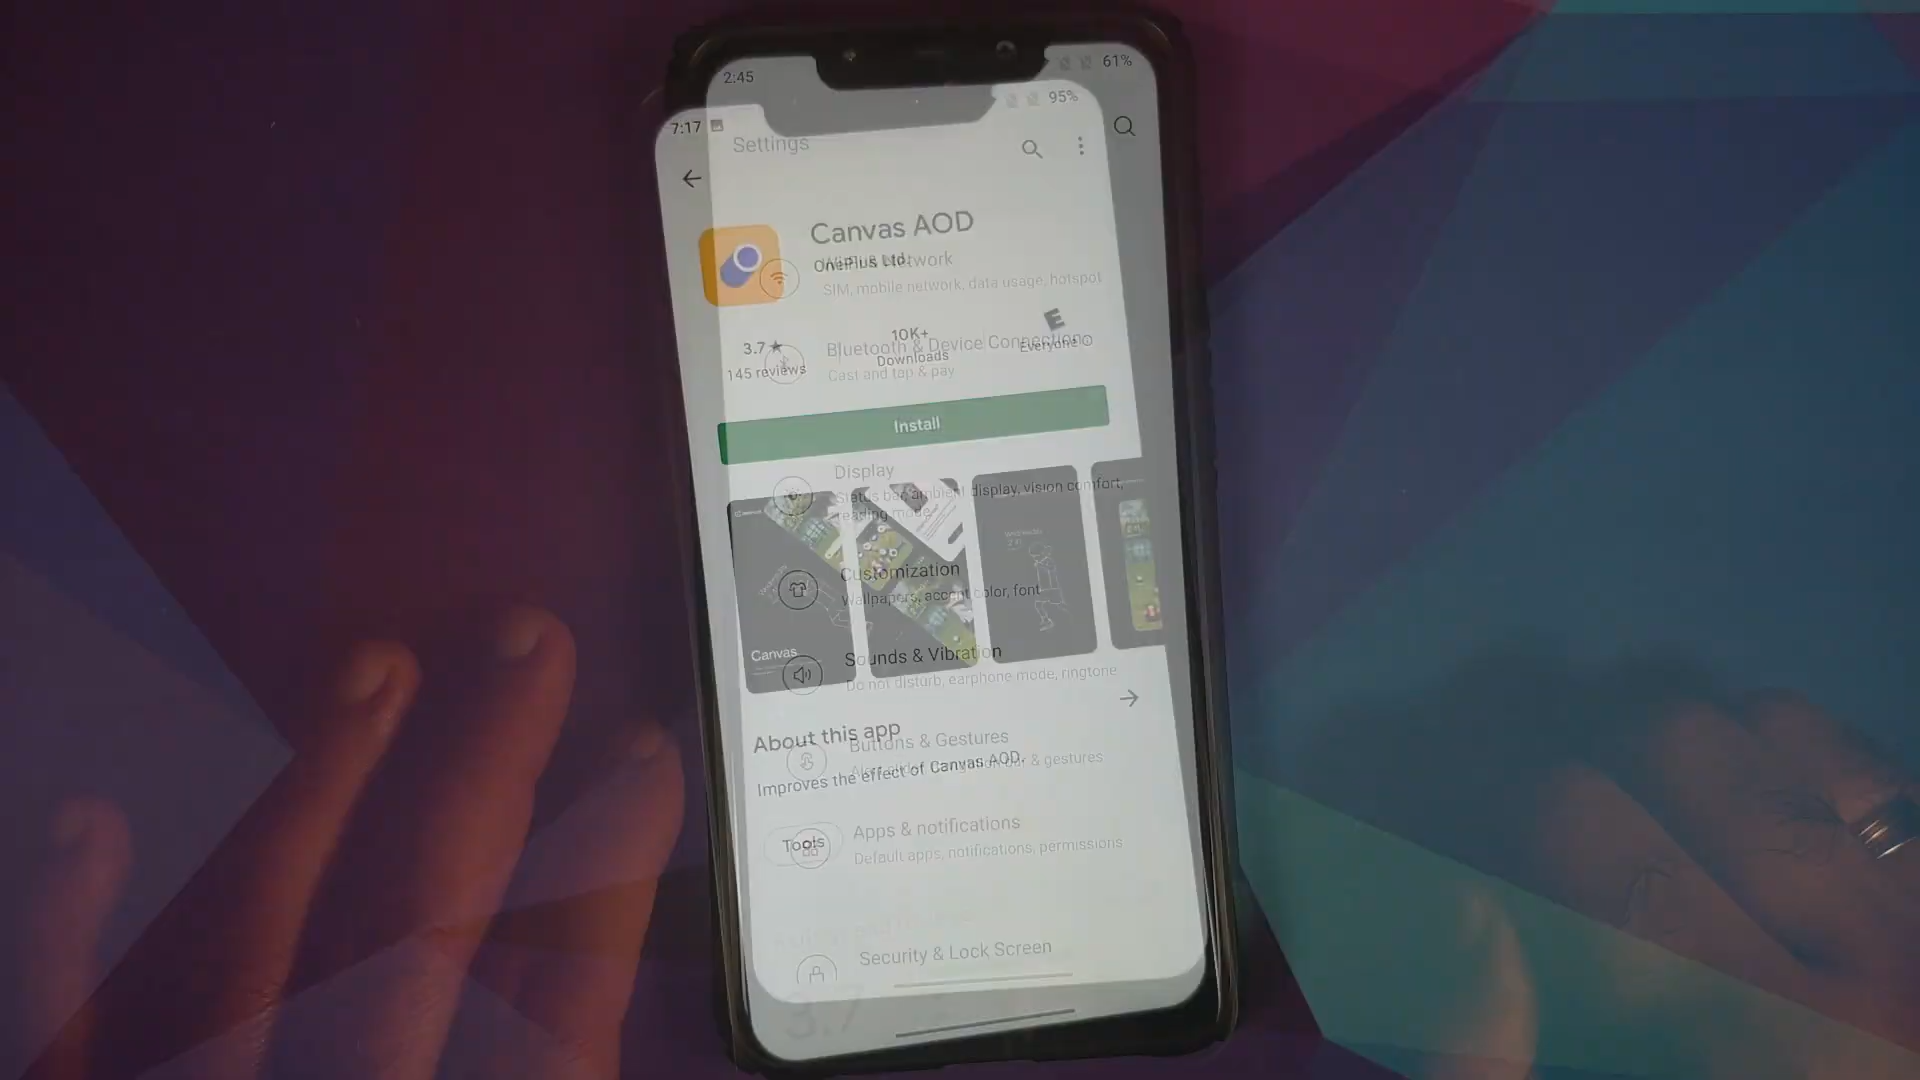 2:45
61%
7:17
95%
Settings
Canvas AOD
OnePlus Ltd.
Network
SIM, mobile network, data usage, hotspot
3.7★
10K+
Bluetooth & Device Connection
Everyone
145 reviews
Downloads
Cast and tap & pay
Install
Display
Status bar, ambient display, vision comfort,
reading mode
Customization
Wallpapers, accent color, font
Canvas
Sounds & Vibration
Do not disturb, earphone mode, ringtone
About this app
Buttons & Gestures
Improves the effect of Canvas AOD.
& gestures
Apps & notifications
Tools
Default apps, notifications, permissions
Security & Lock Screen
3.7